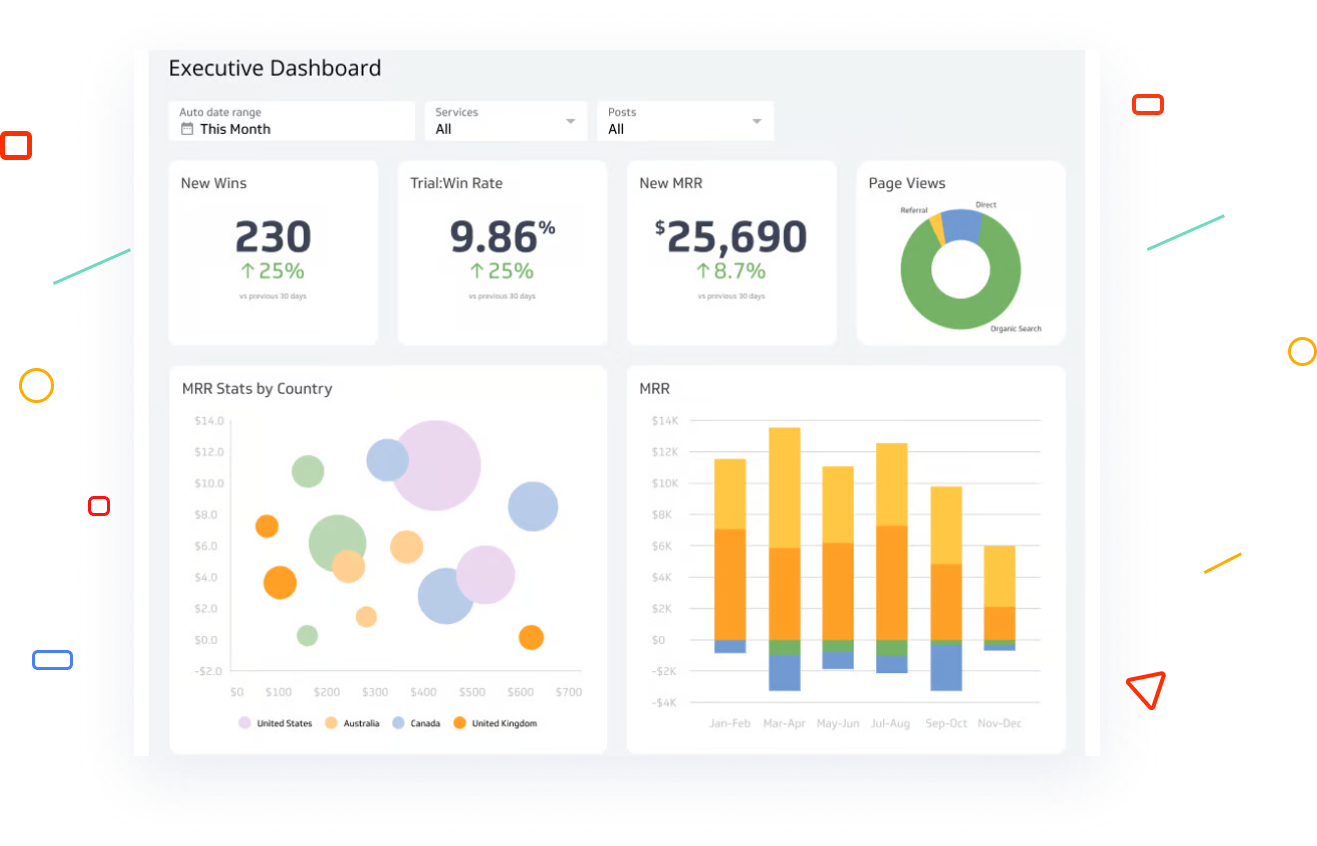 Executive Dashboard
Auto date range
This Month
Services
All
Posts
All
New Wins
230
↑25%
vs previous 30 days
Trial:Win Rate
9.86%
↑25%
vs previous 30 days
New MRR
$25,690
↑8.7%
vs previous 30 days
Page Views
Referral
Direct
Organic Search
MRR Stats by Country
$14.0
$12.0
$10.0
$8.0
$6.0
$4.0
$2.0
$0.0
-$2.0
$0 $100 $200 $300 $400 $500 $600 $700
United States Australia Canada United Kingdom
MRR
$14K
$12K
$10K
$8K
$6K
$4K
$2K
$0
-$2K
-$4K
Jan-Feb Mar-Apr May-Jun Jul-Aug Sep-Oct Nov-Dec